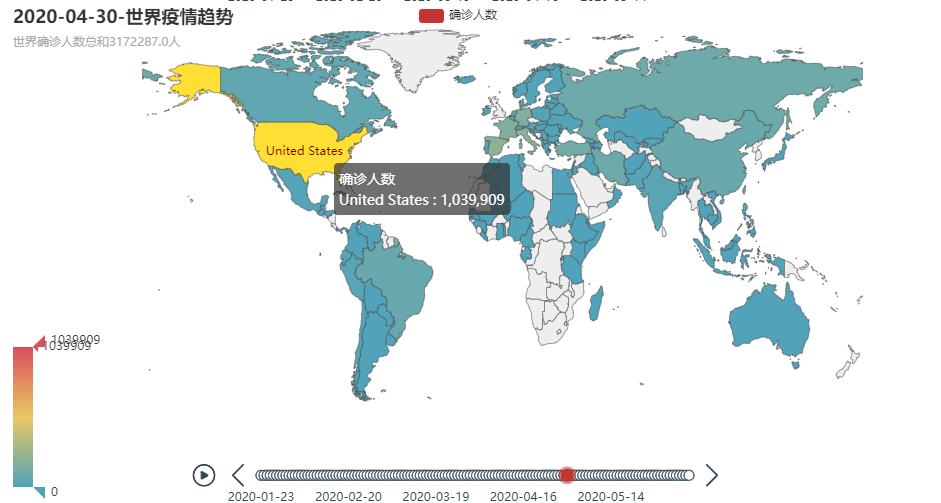 2020-04-30-世界疫情趋势
确诊人数
世界确诊人数总和3172287.0人
United States
确诊人数
United States : 1,039,909
1039909
1039909
0
2020-01-23
2020-02-20
2020-03-19
2020-04-16
2020-05-14